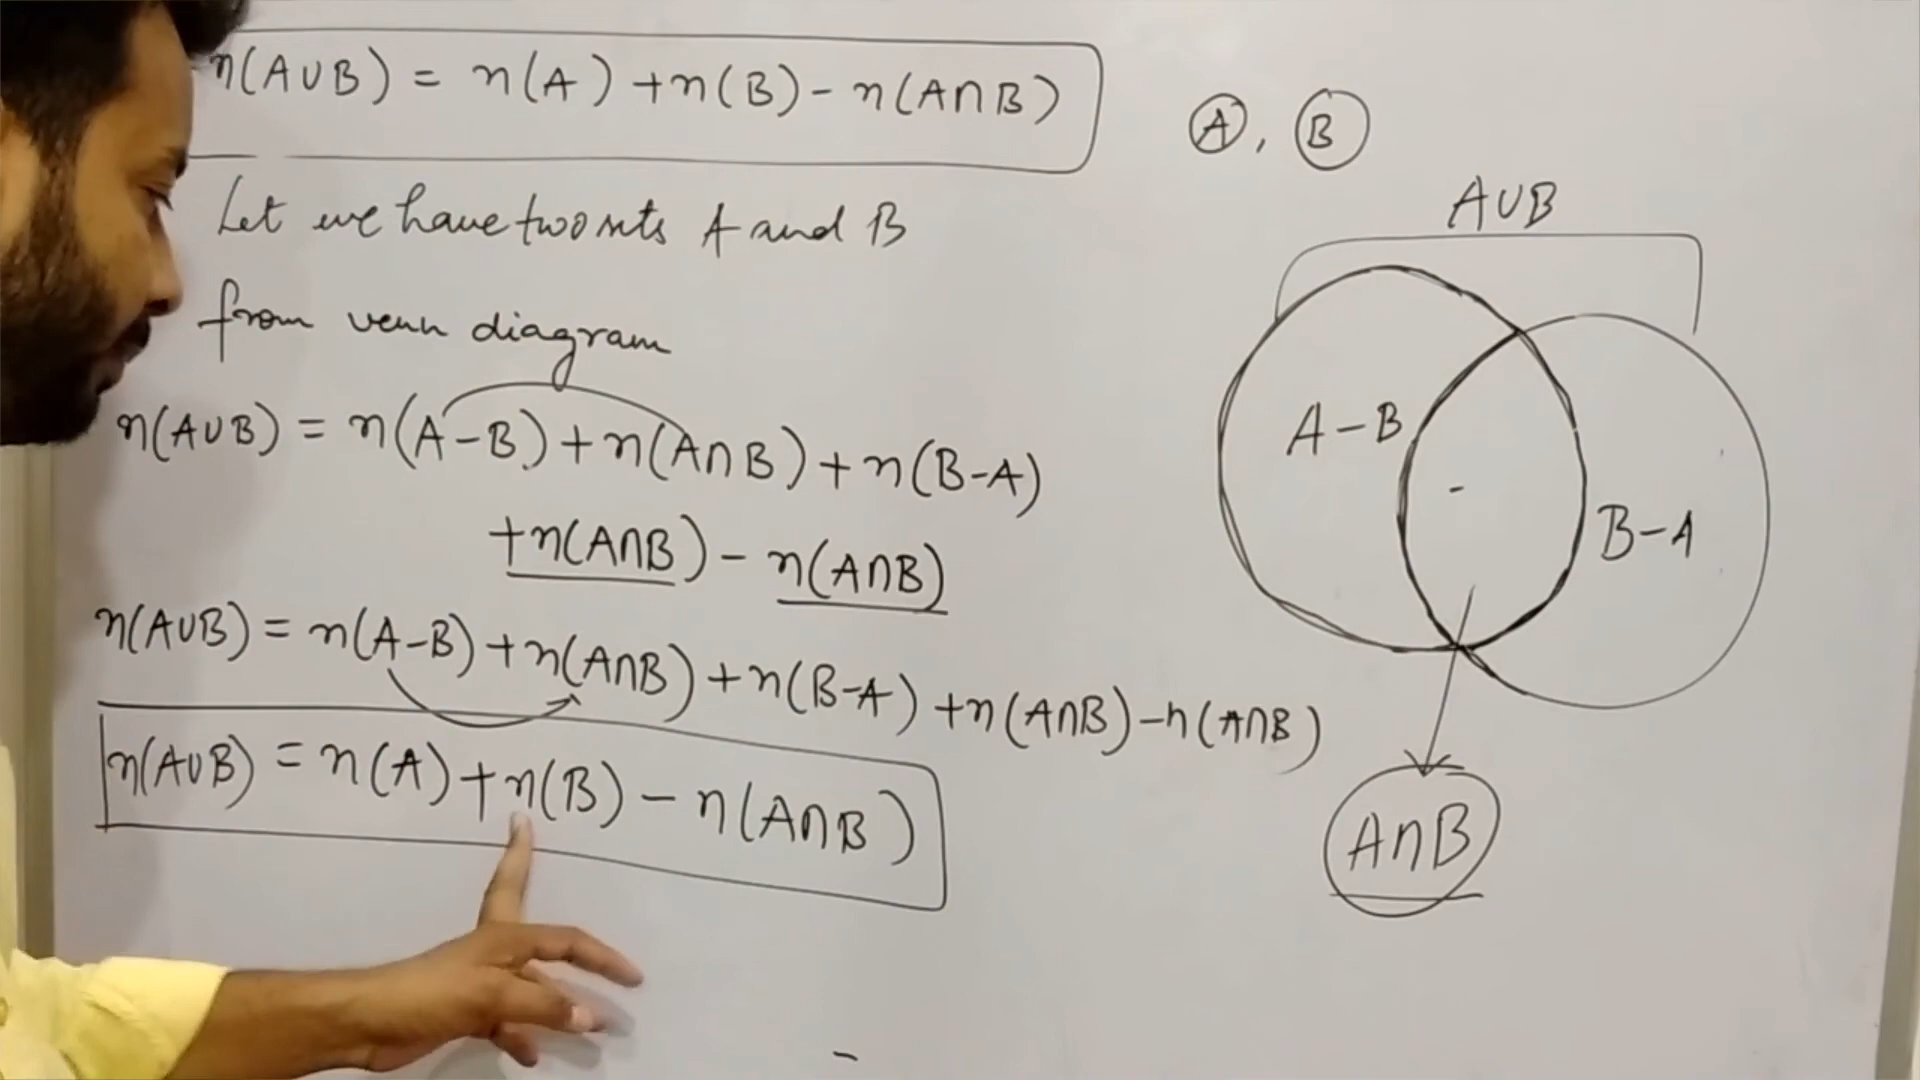 n(A∪B) = n(A) + n(B) - n(A∩B)
Let we have two sets A and B
from venn diagram
n(A∪B) = n(A-B) + n(A∩B) + n(B-A)
+n(A∩B) - n(A∩B)
n(A∪B) = n(A-B) + n(A∩B) + n(B-A) + n(A∩B) - n(A∩B)
n(A∪B) = n(A) + n(B) - n(A∩B)
A, B
A∪B
A-B
B-A
A∩B